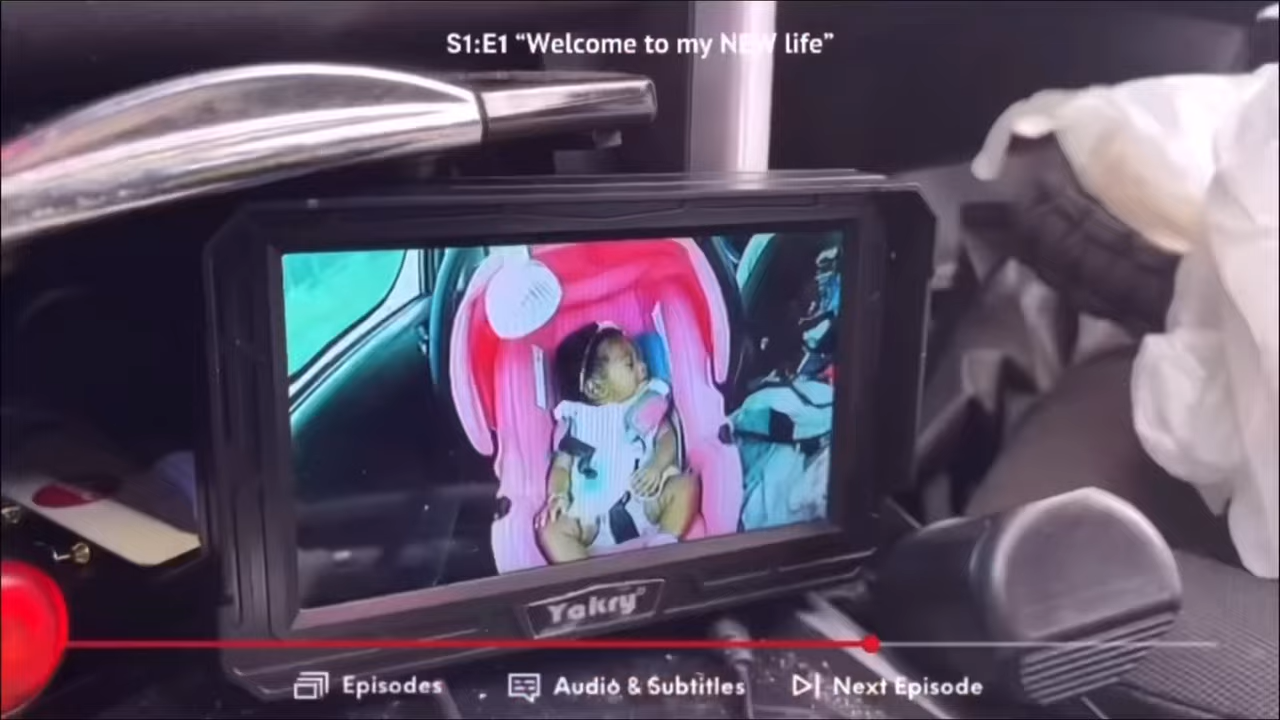 S1:E1 “Welcome to my NEW life”
Yakry
Episodes
Audio & Subtitles
Next Episode